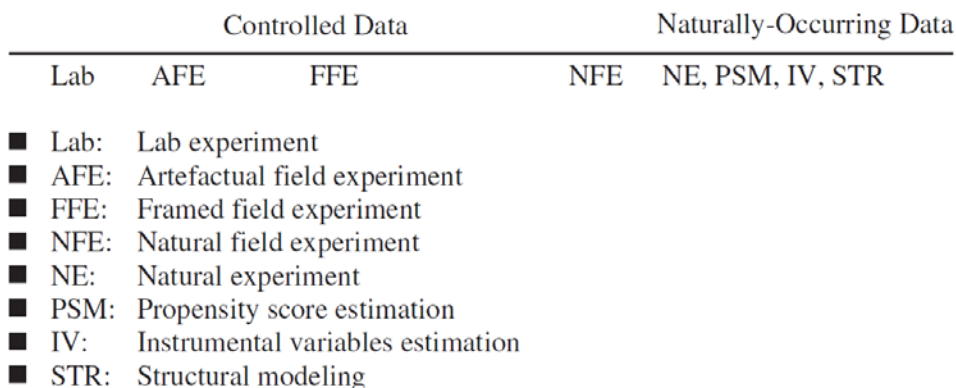 Controlled Data Naturally-Occurring Data
Lab AFE FFE NFE NE, PSM, IV, STR
■ Lab: Lab experiment
■ AFE: Artefactual field experiment
■ FFE: Framed field experiment
■ NFE: Natural field experiment
■ NE: Natural experiment
■ PSM: Propensity score estimation
■ IV: Instrumental variables estimation
■ STR: Structural modeling